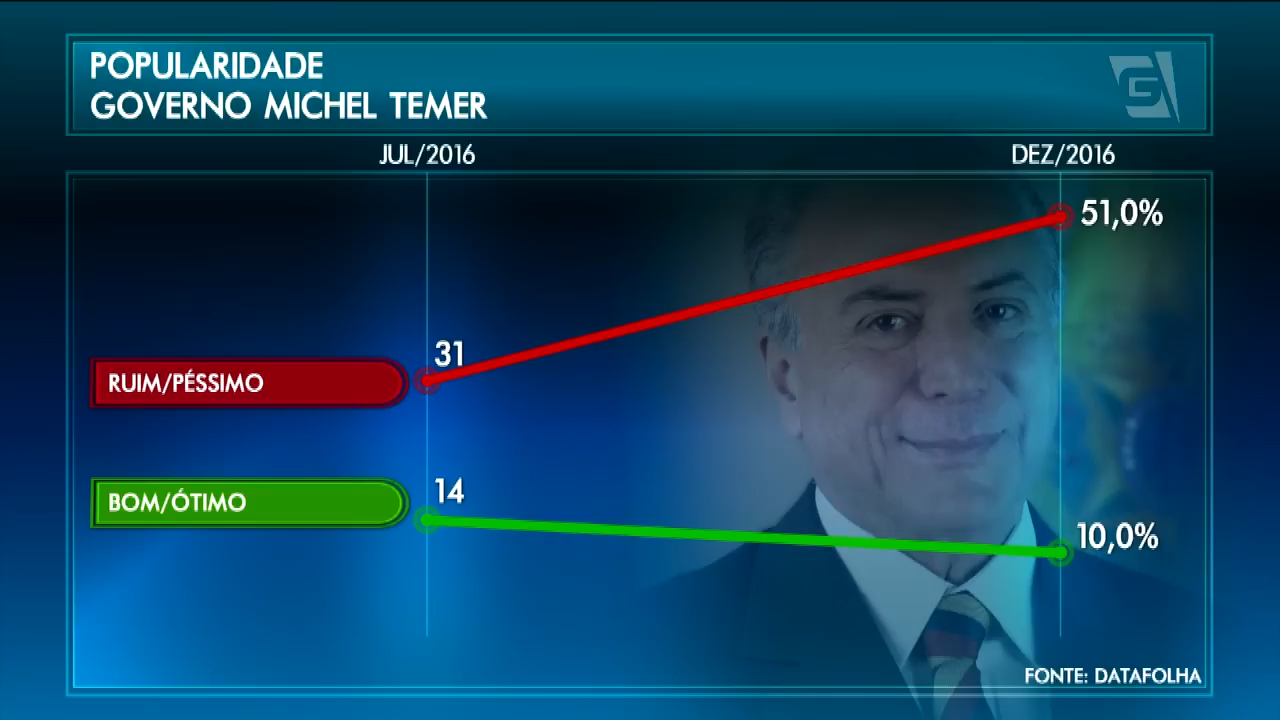 POPULARIDADE
GOVERNO MICHEL TEMER
JUL/2016
DEZ/2016
51,0%
31
RUIM/PÉSSIMO
14
BOM/ÓTIMO
10,0%
FONTE: DATAFOLHA